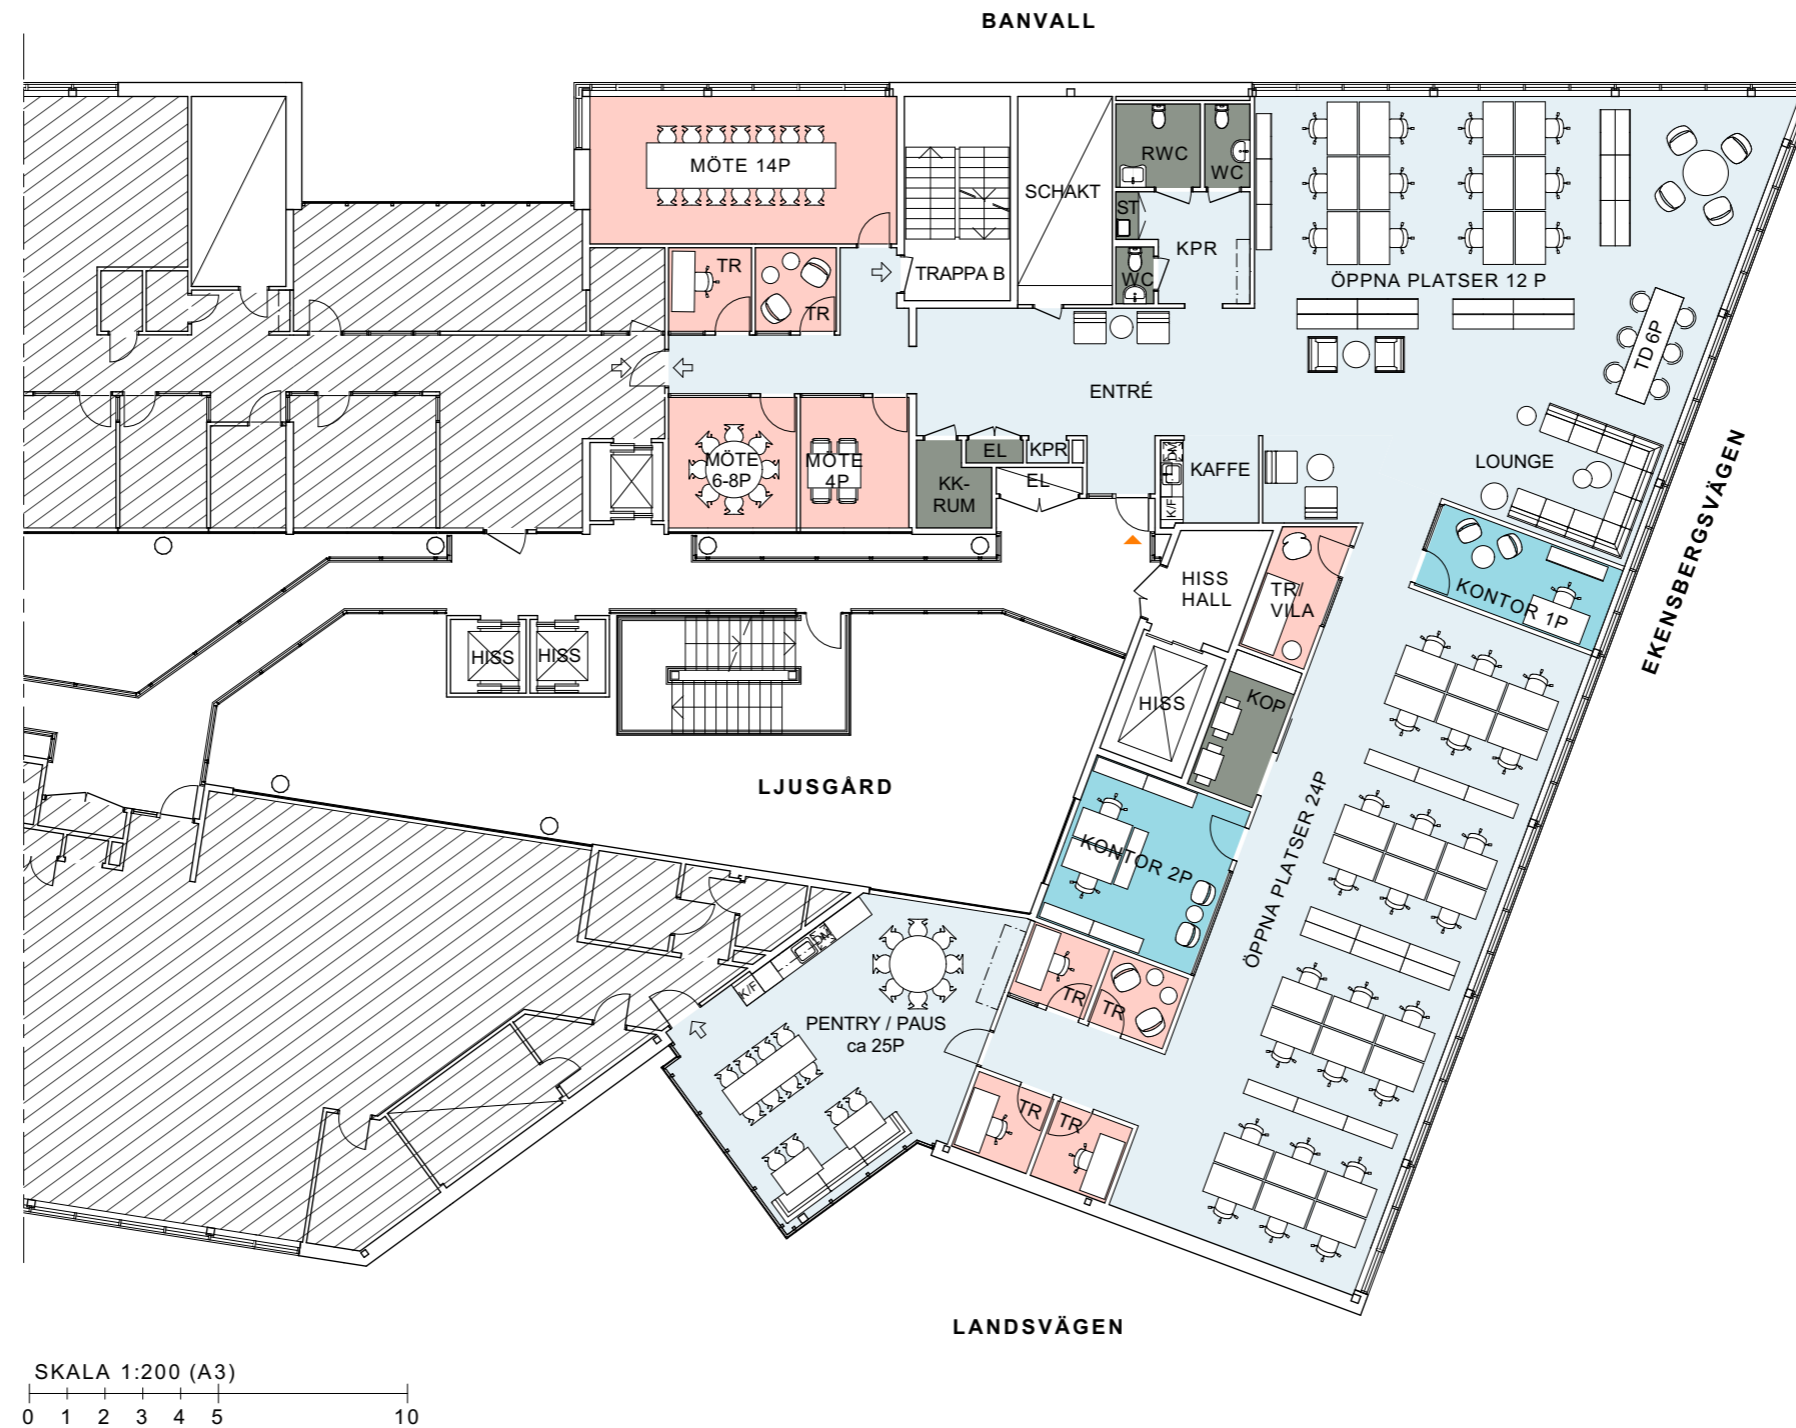 BANVALL
MÖTE 14P
RWC
WC
SCHAKT
ST
KPR
TR
TR
TRAPPA B
WC
ÖPPNA PLATSER 12 P
TD 6P
ENTRÉ
MÖTE
6-8P
MÖTE
4P
EL
KPR
EL
KK-
RUM
DM
K/F
KAFFE
LOUNGE
EKENSBERGSVÄGEN
HISS
HALL
TR/
VILA
KONTOR 1P
HISS
HISS
HISS
KOP
LJUSGÅRD
ÖPPNA PLATSER 24P
KONTOR 2P
DM
K/F
TR
TR
PENTRY / PAUS
ca 25P
TR
TR
LANDSVÄGEN
SKALA 1:200 (A3)
0 1 2 3 4 5 10